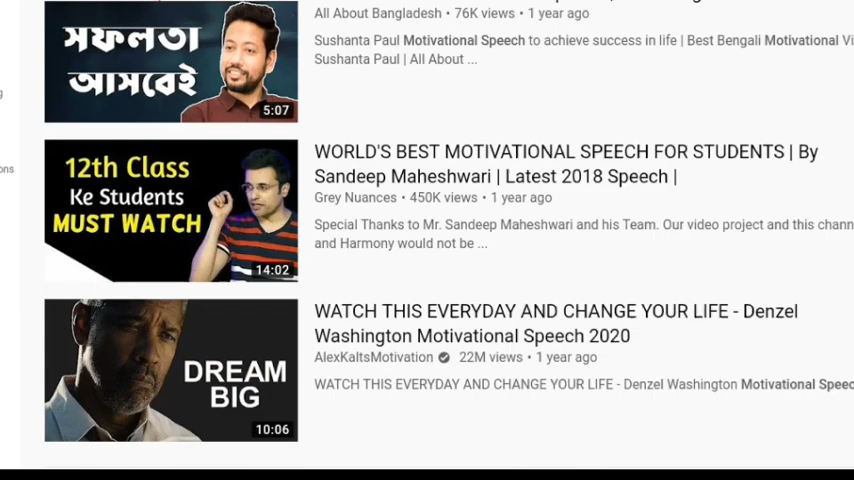 All About Bangladesh • 76K views • 1 year ago
Sushanta Paul Motivational Speech to achieve success in life | Best Bengali Motivational Vi
Sushanta Paul | All About ...
সফলতা
আসবেই
5:07
12th Class
Ke Students
MUST WATCH
14:02
WORLD'S BEST MOTIVATIONAL SPEECH FOR STUDENTS | By
Sandeep Maheshwari | Latest 2018 Speech |
Grey Nuances • 450K views • 1 year ago
Special Thanks to Mr. Sandeep Maheshwari and his Team. Our video project and this chann
and Harmony would not be ...
DREAM
BIG
10:06
WATCH THIS EVERYDAY AND CHANGE YOUR LIFE - Denzel
Washington Motivational Speech 2020
AlexKaltsMotivation 22M views • 1 year ago
WATCH THIS EVERYDAY AND CHANGE YOUR LIFE - Denzel Washington Motivational Speec